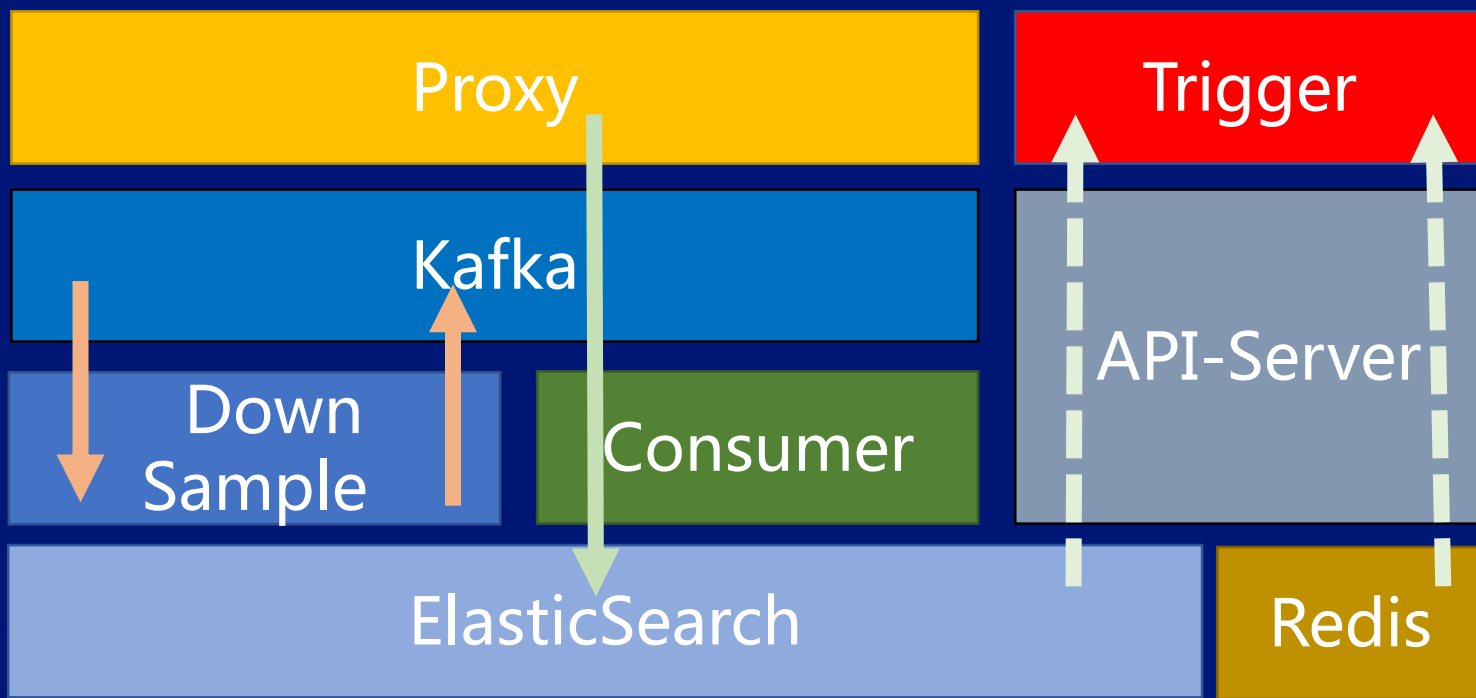 Proxy
Trigger
Kafka
API-Server
Down
Sample
Consumer
ElasticSearch
Redis